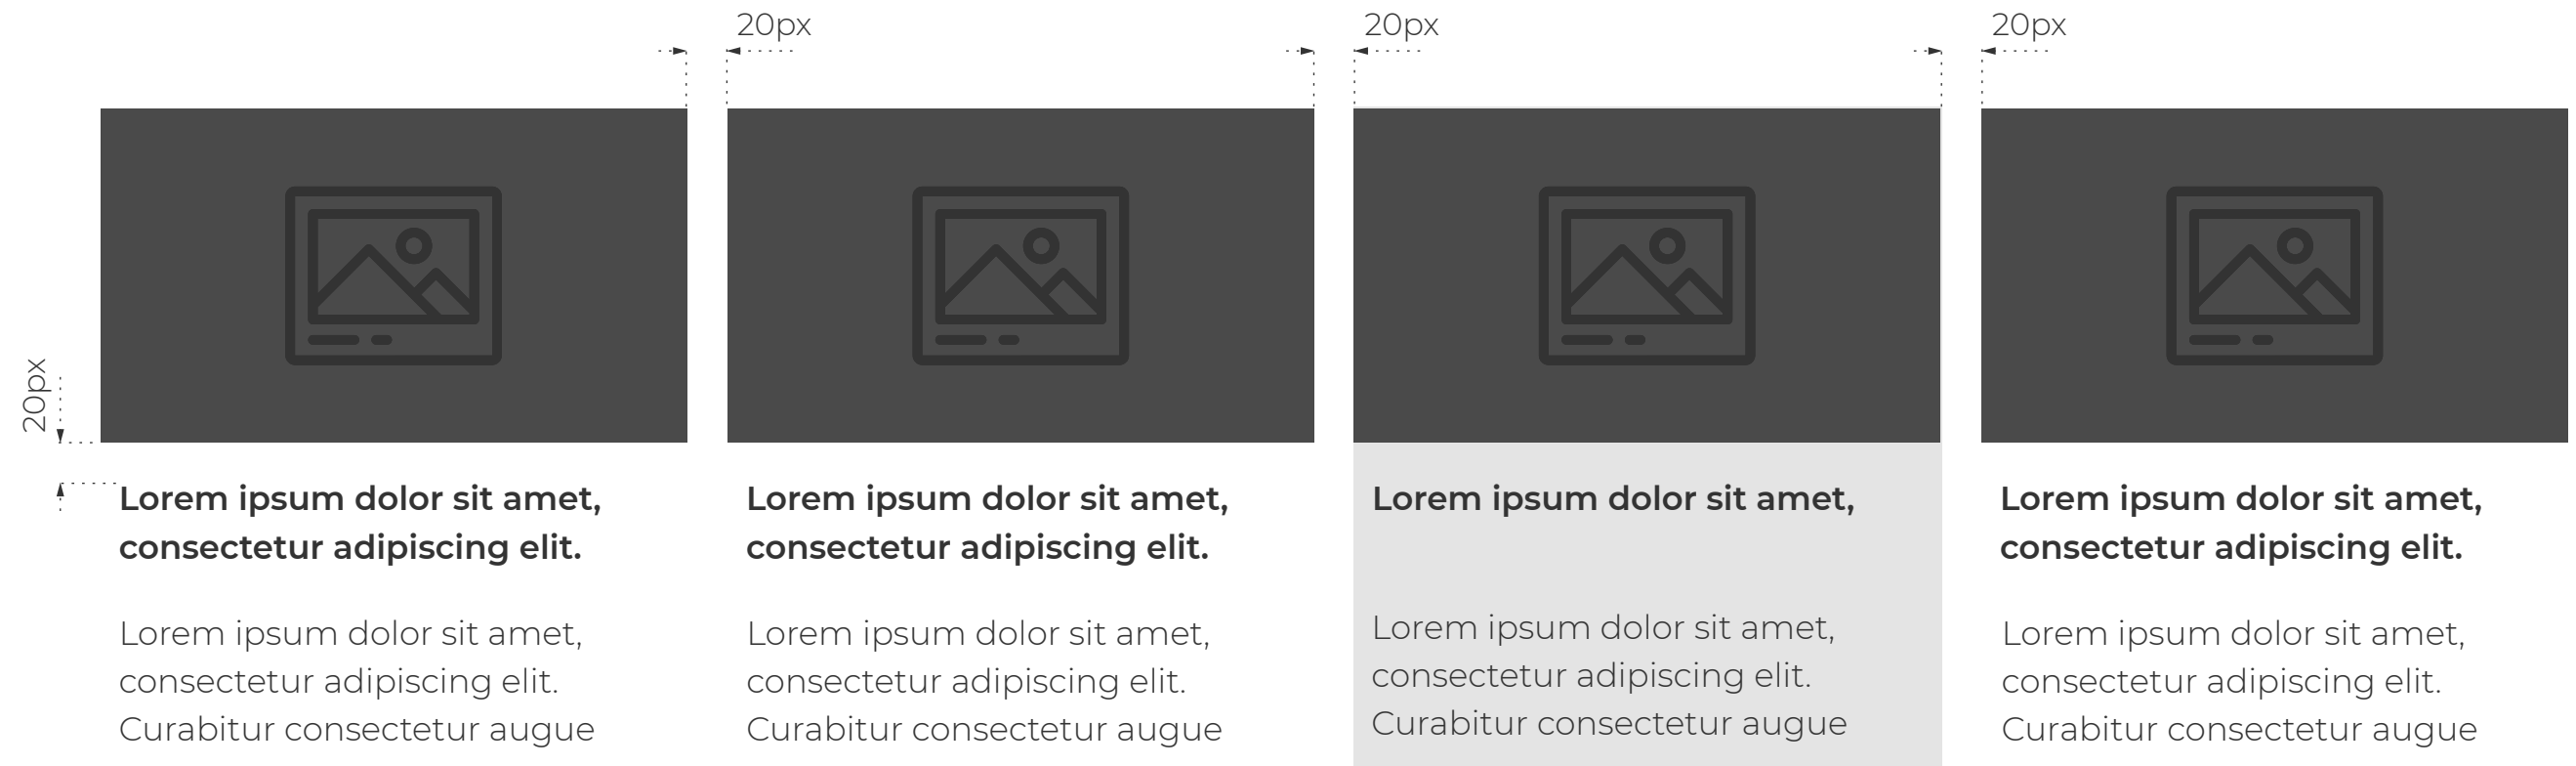 20px
20px
20px
20px
Lorem ipsum dolor sit amet,
consectetur adipiscing elit.
Lorem ipsum dolor sit amet,
consectetur adipiscing elit.
Curabitur consectetur augue
Lorem ipsum dolor sit amet,
consectetur adipiscing elit.
Lorem ipsum dolor sit amet,
consectetur adipiscing elit.
Curabitur consectetur augue
Lorem ipsum dolor sit amet,
Lorem ipsum dolor sit amet,
consectetur adipiscing elit.
Curabitur consectetur augue
Lorem ipsum dolor sit amet,
consectetur adipiscing elit.
Lorem ipsum dolor sit amet,
consectetur adipiscing elit.
Curabitur consectetur augue